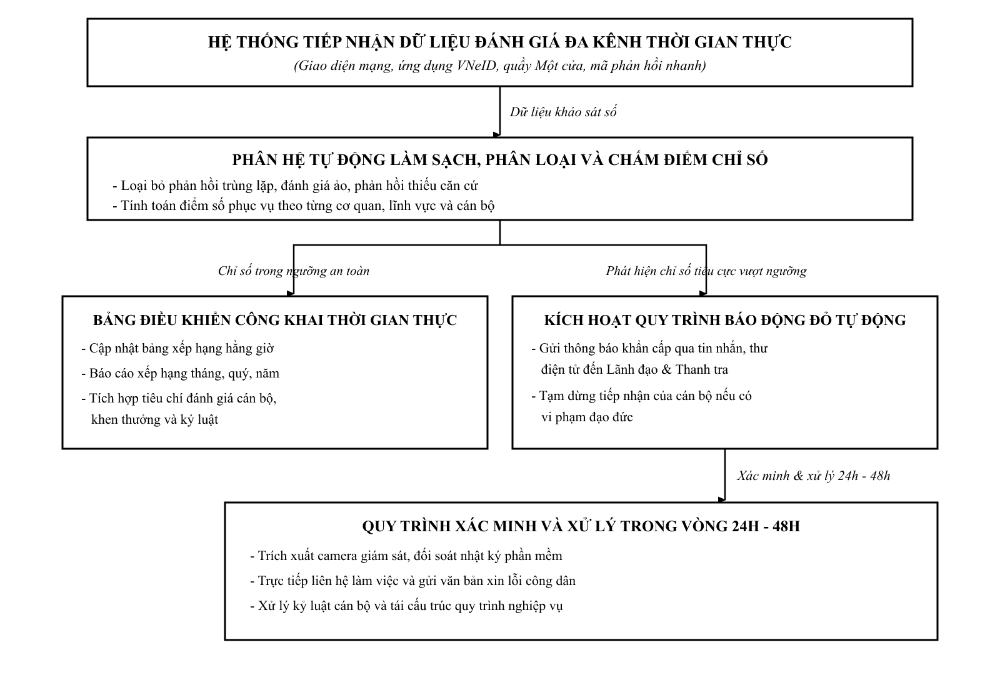 HỆ THỐNG TIẾP NHẬN DỮ LIỆU ĐÁNH GIÁ ĐA KÊNH THỜI GIAN THỰC
(Giao diện mạng, ứng dụng VNeID, quầy Một cửa, mã phản hồi nhanh)
Dữ liệu khảo sát số
PHÂN HỆ TỰ ĐỘNG LÀM SẠCH, PHÂN LOẠI VÀ CHẤM ĐIỂM CHỈ SỐ
- Loại bỏ phản hồi trùng lặp, đánh giá ảo, phản hồi thiếu căn cứ
- Tính toán điểm số phục vụ theo từng cơ quan, lĩnh vực và cán bộ
Chỉ số trong ngưỡng an toàn
Phát hiện chỉ số tiêu cực vượt ngưỡng
BẢNG ĐIỀU KHIỂN CÔNG KHAI THỜI GIAN THỰC
- Cập nhật bảng xếp hạng hằng giờ
- Báo cáo xếp hạng tháng, quý, năm
- Tích hợp tiêu chí đánh giá cán bộ,
khen thưởng và kỷ luật
KÍCH HOẠT QUY TRÌNH BÁO ĐỘNG ĐỎ TỰ ĐỘNG
- Gửi thông báo khẩn cấp qua tin nhắn, thư
điện tử đến Lãnh đạo & Thanh tra
- Tạm dừng tiếp nhận của cán bộ nếu có
vi phạm đạo đức
Xác minh & xử lý 24h - 48h
QUY TRÌNH XÁC MINH VÀ XỬ LÝ TRONG VÒNG 24H - 48H
- Trích xuất camera giám sát, đối soát nhật ký phần mềm
- Trực tiếp liên hệ làm việc và gửi văn bản xin lỗi công dân
- Xử lý kỷ luật cán bộ và tái cấu trúc quy trình nghiệp vụ